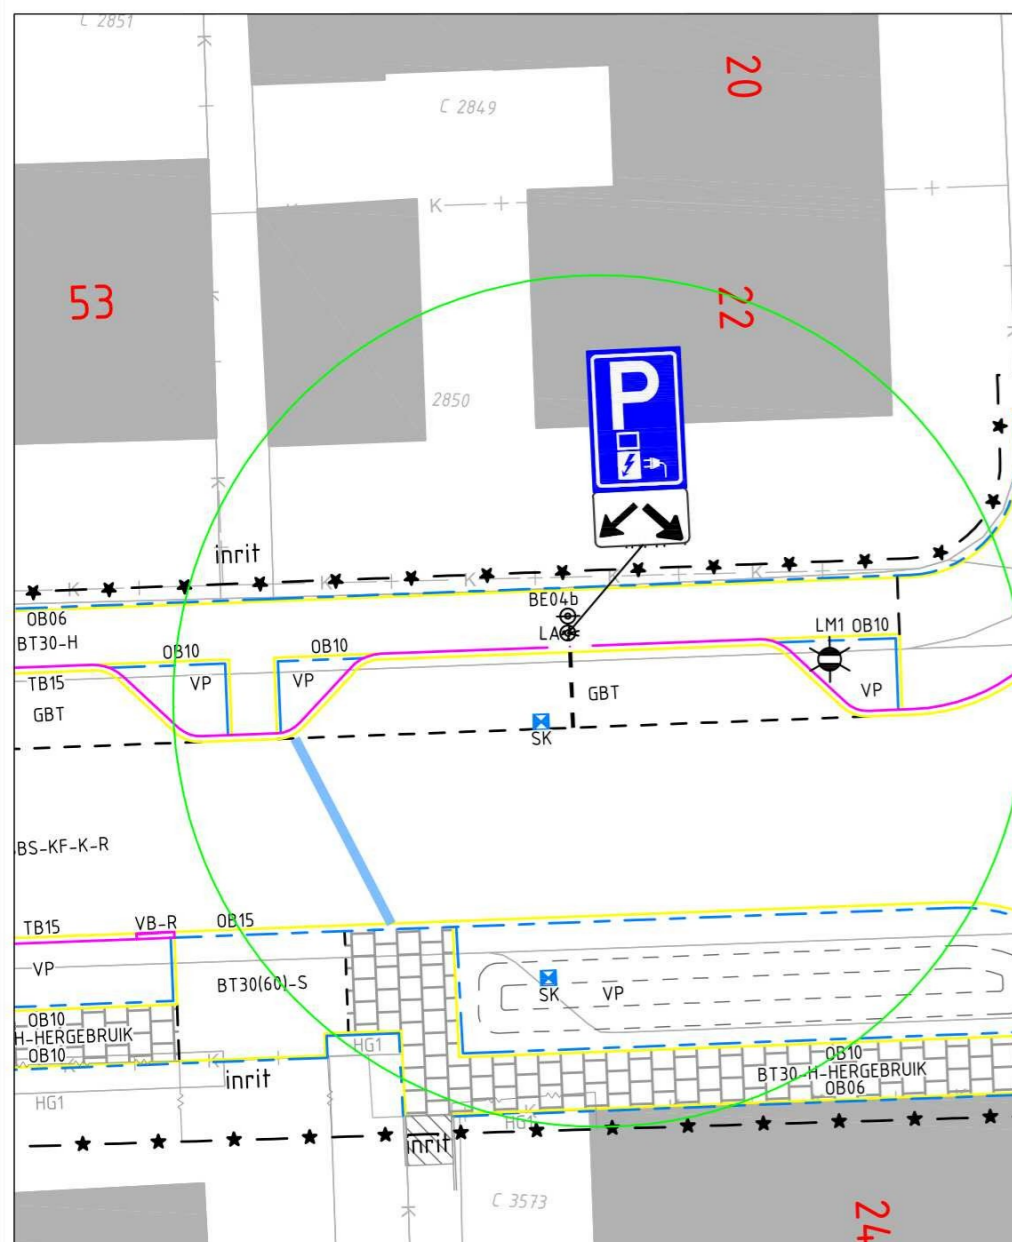 C 2851
20
C 2849
K
53
22
2850
P
inrit
BE04b
OB06
LA
LM1
OB10
BT30-H
OB10
OB10
TB15
VP
VP
VP
GBT
GBT
SK
BS-KF-K-R
TB15
VB-R
OB15
VP
BT30(60)-S
SK
VP
OB10
H-HERGEBRUIK
OB10
HG1
OB10
BT30-H-HERGEBRUIK
OB06
inrit
HG1
HG1
inrit
C 3573
24